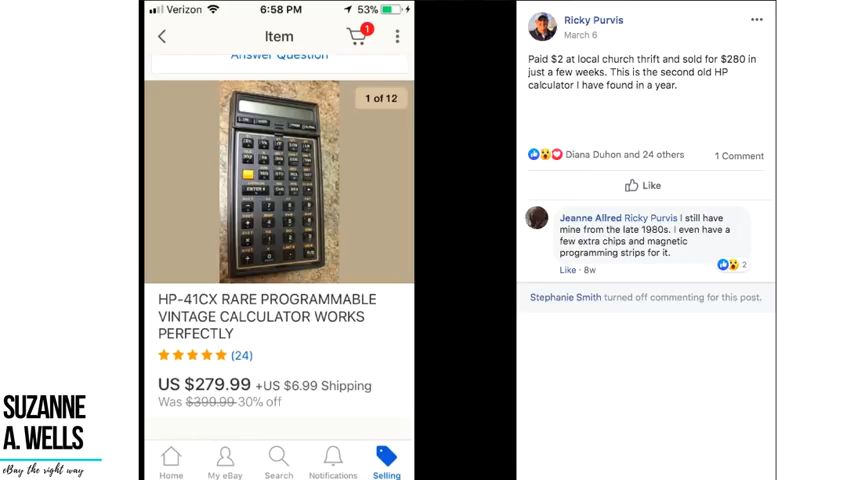 Verizon
6:58 PM
53%
Item
1
Answer Question
1 of 12
HP-41CX RARE PROGRAMMABLE
VINTAGE CALCULATOR WORKS
PERFECTLY
(24)
US $279.99 +US $6.99 Shipping
Was $399.99 30% off
Home
My eBay
Search
Notifications
Selling
SUZANNE
A. WELLS
eBay the right way
Ricky Purvis
March 6
Paid $2 at local church thrift and sold for $280 in
just a few weeks. This is the second old HP
calculator I have found in a year.
Diana Duhon and 24 others
1 Comment
Like
Jeanne Allred Ricky Purvis I still have
mine from the late 1980s. I even have a
few extra chips and magnetic
programming strips for it.
Like · 8w
2
Stephanie Smith turned off commenting for this post.